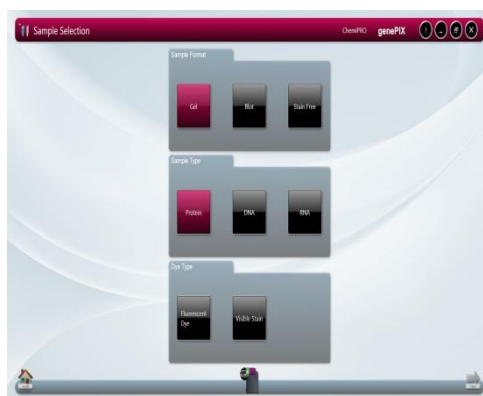 Sample Selection
ChemiPRO genePIX
Sample Format
Gel Blot Stain Free
Sample Type
Protein DNA RNA
Dye Type
Fluorescent
Dye
Visible Stain